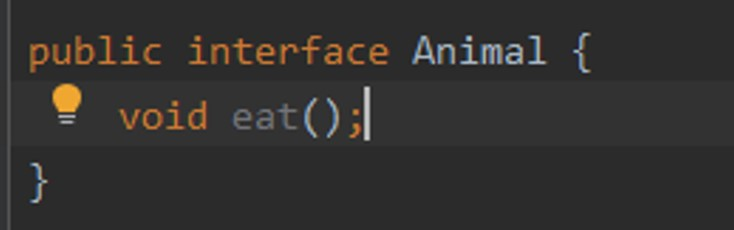 public interface Animal {
void eat();
}